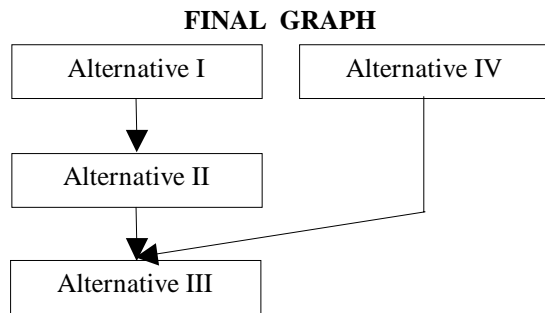 FINAL GRAPH
Alternative I
Alternative IV
Alternative II
Alternative III